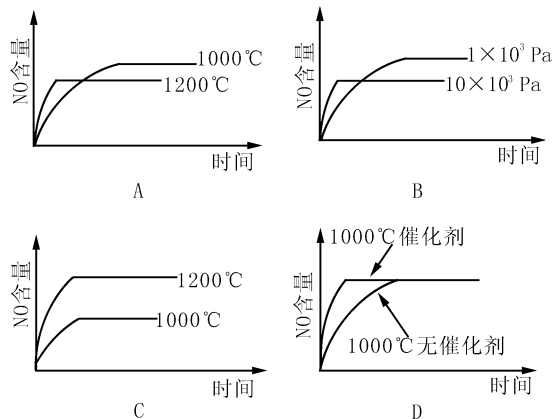 NO含量
1000℃
1200℃
时间
A
NO含量
1×10³ Pa
10×10³ Pa
时间
B
NO含量
1200℃
1000℃
时间
C
NO含量
1000℃催化剂
1000℃无催化剂
时间
D